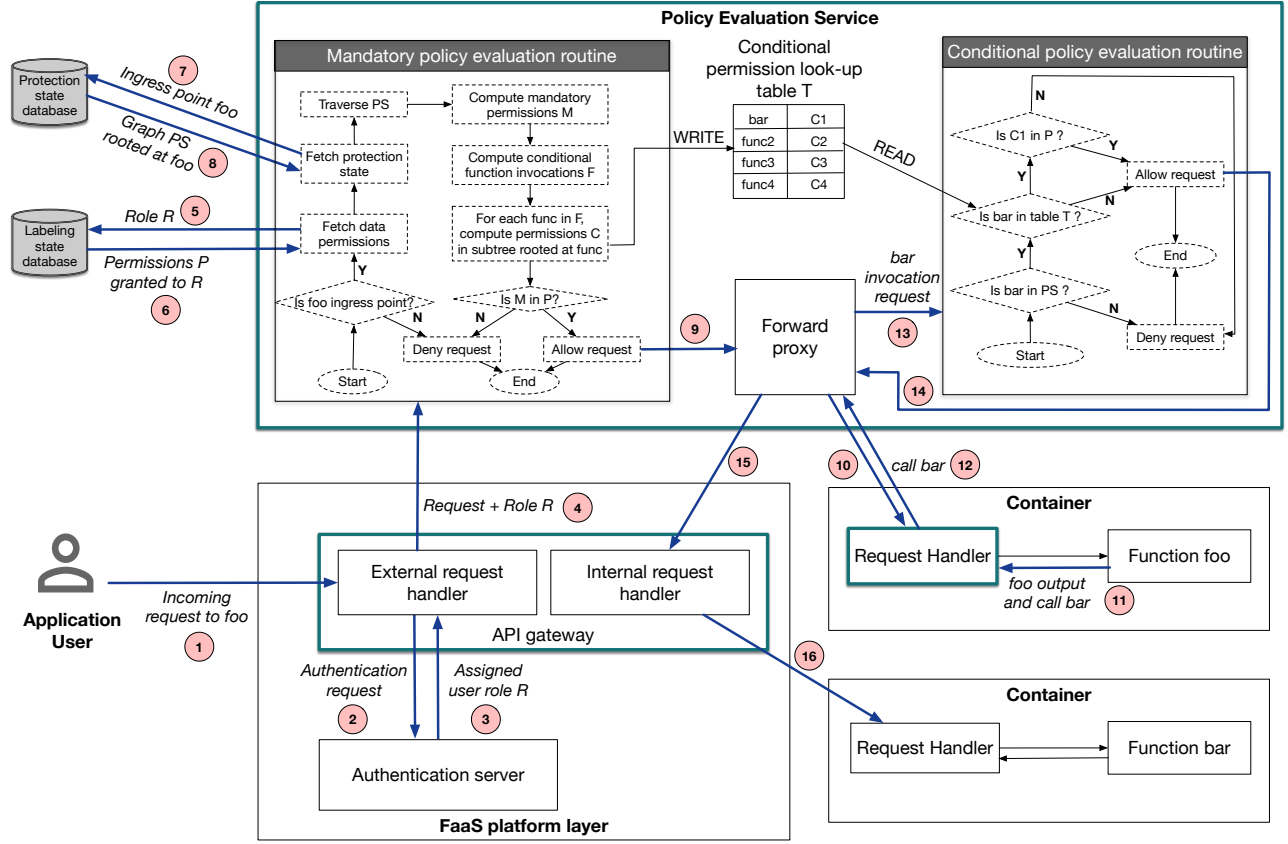 Policy Evaluation Service
Mandatory policy evaluation routine
Conditional
permission look-up
table T
Conditional policy evaluation routine
Protection
state
database
7
Ingress point foo
Graph PS
rooted at foo
8
Traverse PS
Compute mandatory
permissions M
Fetch protection
state
Compute conditional
function invocations F
WRITE
bar
C1
func2
C2
func3
C3
func4
C4
READ
N
Is C1 in P ?
Y
Y
Allow request
N
Is bar in table T ?
Y
End
Is bar in PS ?
N
Deny request
Start
Labeling
state
database
Role R
5
Permissions P
granted to R
6
Fetch data
permissions
For each func in F,
compute permissions C
in subtree rooted at func
Y
Is foo ingress point?
N
Is M in P?
N
Y
Deny request
Allow request
Start
End
9
Forward
proxy
bar
invocation
request
13
14
15
10
call bar
12
Request + Role R
4
Container
Request Handler
Function foo
foo output
and call bar
11
Application
User
Incoming
request to foo
1
External request
handler
Internal request
handler
API gateway
Authentication
request
2
Assigned
user role R
3
16
Authentication server
FaaS platform layer
Container
Request Handler
Function bar